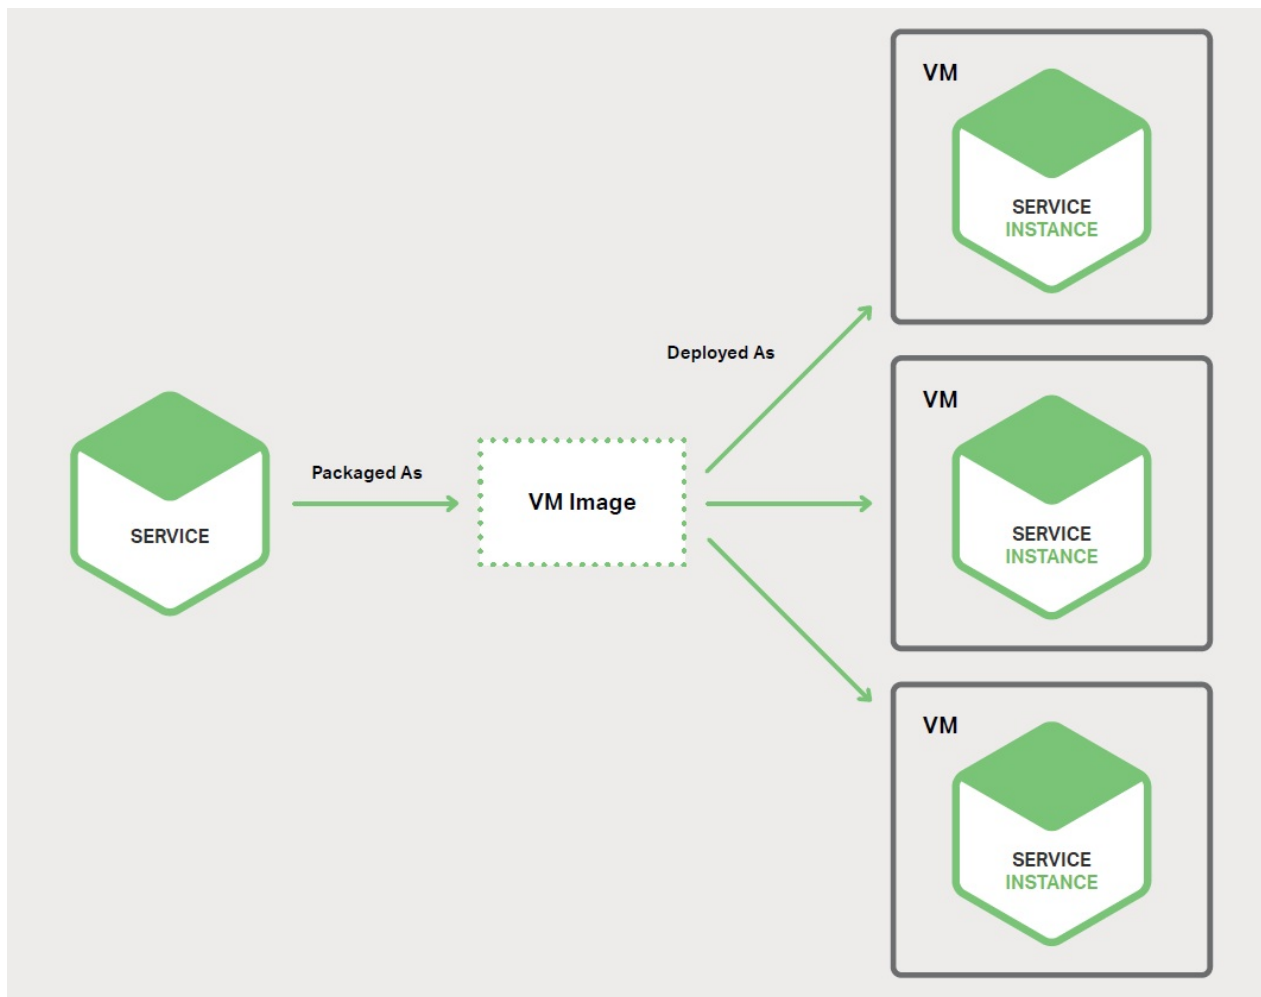 SERVICE
Packaged As
VM Image
Deployed As
VM
SERVICE
INSTANCE
VM
SERVICE
INSTANCE
VM
SERVICE
INSTANCE